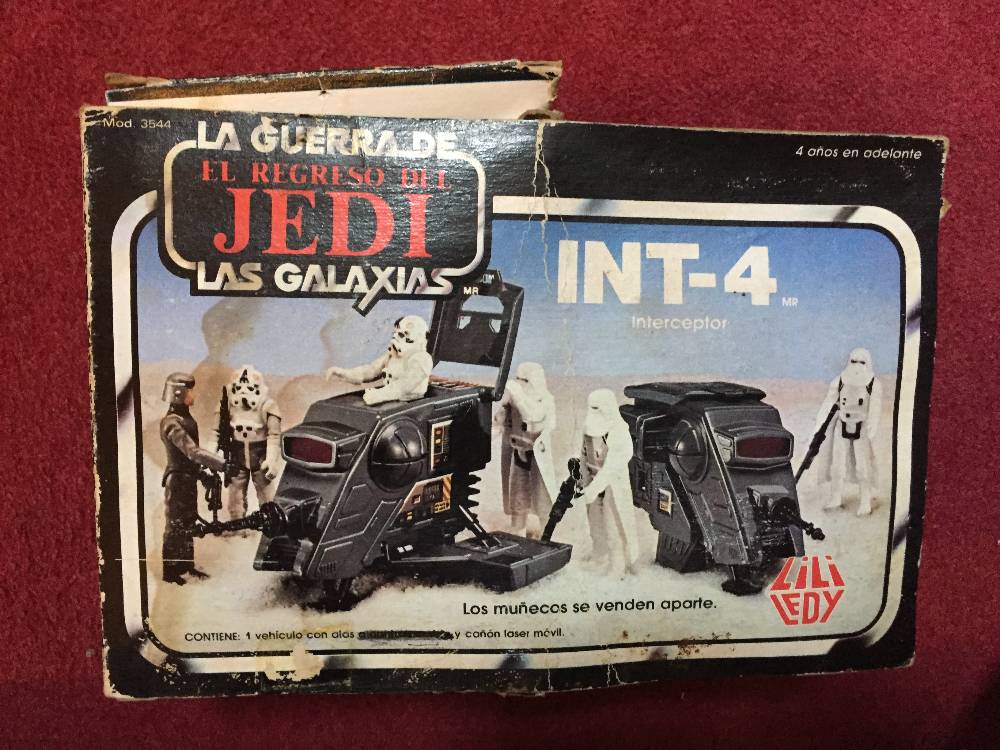 Mod. 3544
LA GUERRA DE
EL REGRESO DEL
JEDI
LAS GALAXIAS
MR
4 años en adelante
INT-4
MR
Interceptor
LiLi
LEDY
Los muñecos se venden aparte.
CONTIENE: 1 vehículo con alas y cañón laser móvil.